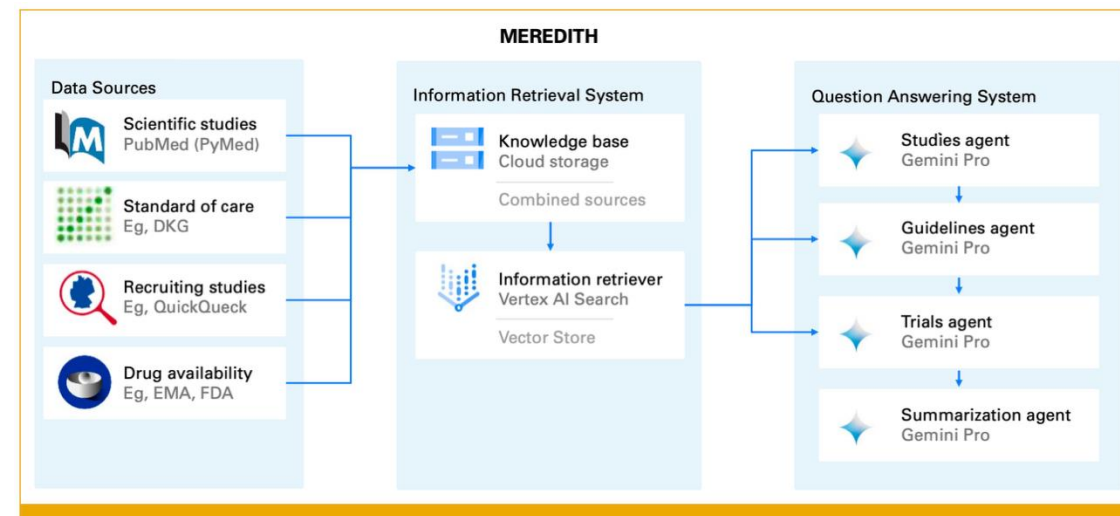 MEREDITH
Data Sources
Scientific studies
PubMed (PyMed)
Standard of care
Eg, DKG
Recruiting studies
Eg, QuickQueck
Drug availability
Eg, EMA, FDA
Information Retrieval System
Knowledge base
Cloud storage
Combined sources
Information retriever
Vertex AI Search
Vector Store
Question Answering System
Studies agent
Gemini Pro
Guidelines agent
Gemini Pro
Trials agent
Gemini Pro
Summarization agent
Gemini Pro
M